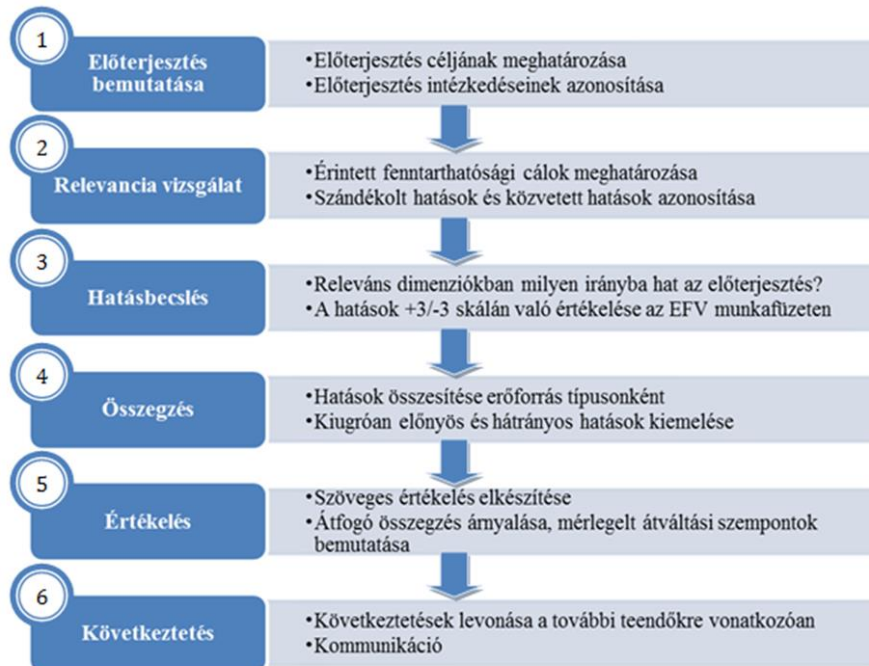 1
Előterjesztés
bemutatása
•Előterjesztés céljának meghatározása
•Előterjesztés intézkedéseinek azonosítása
2
Relevancia vizsgálat
•Érintett fenntarthatósági cálok meghatározása
•Szándékolt hatások és közvetett hatások azonosítása
3
Hatásbecslés
•Releváns dimenziókban milyen irányba hat az előterjesztés?
•A hatások +3/-3 skálán való értékelése az EFV munkafüzeten
4
Összegzés
•Hatások összesítése erőforrás típusonként
•Kiugróan előnyös és hátrányos hatások kiemelése
5
Értékelés
•Szöveges értékelés elkészítése
•Átfogó összegzés árnyalása, mérlegelt átváltási szempontok
bemutatása
6
Következtetés
•Következtetések levonása a további teendőkre vonatkozóan
•Kommunikáció